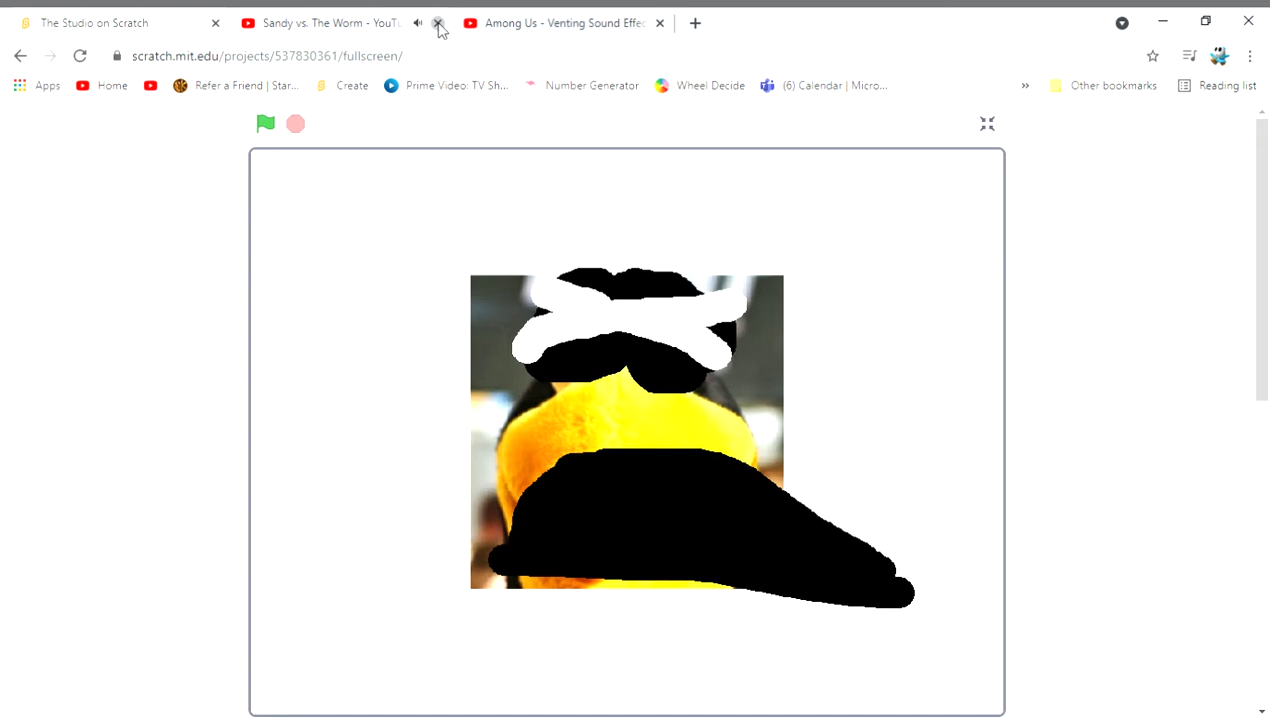 The Studio on Scratch
Sandy vs. The Worm - YouTu
Among Us - Venting Sound Effec
scratch.mit.edu/projects/537830361/fullscreen/
Apps
Home
Refer a Friend | Star...
Create
Prime Video: TV Sh...
Number Generator
Wheel Decide
(6) Calendar | Micro...
»
Other bookmarks
Reading list